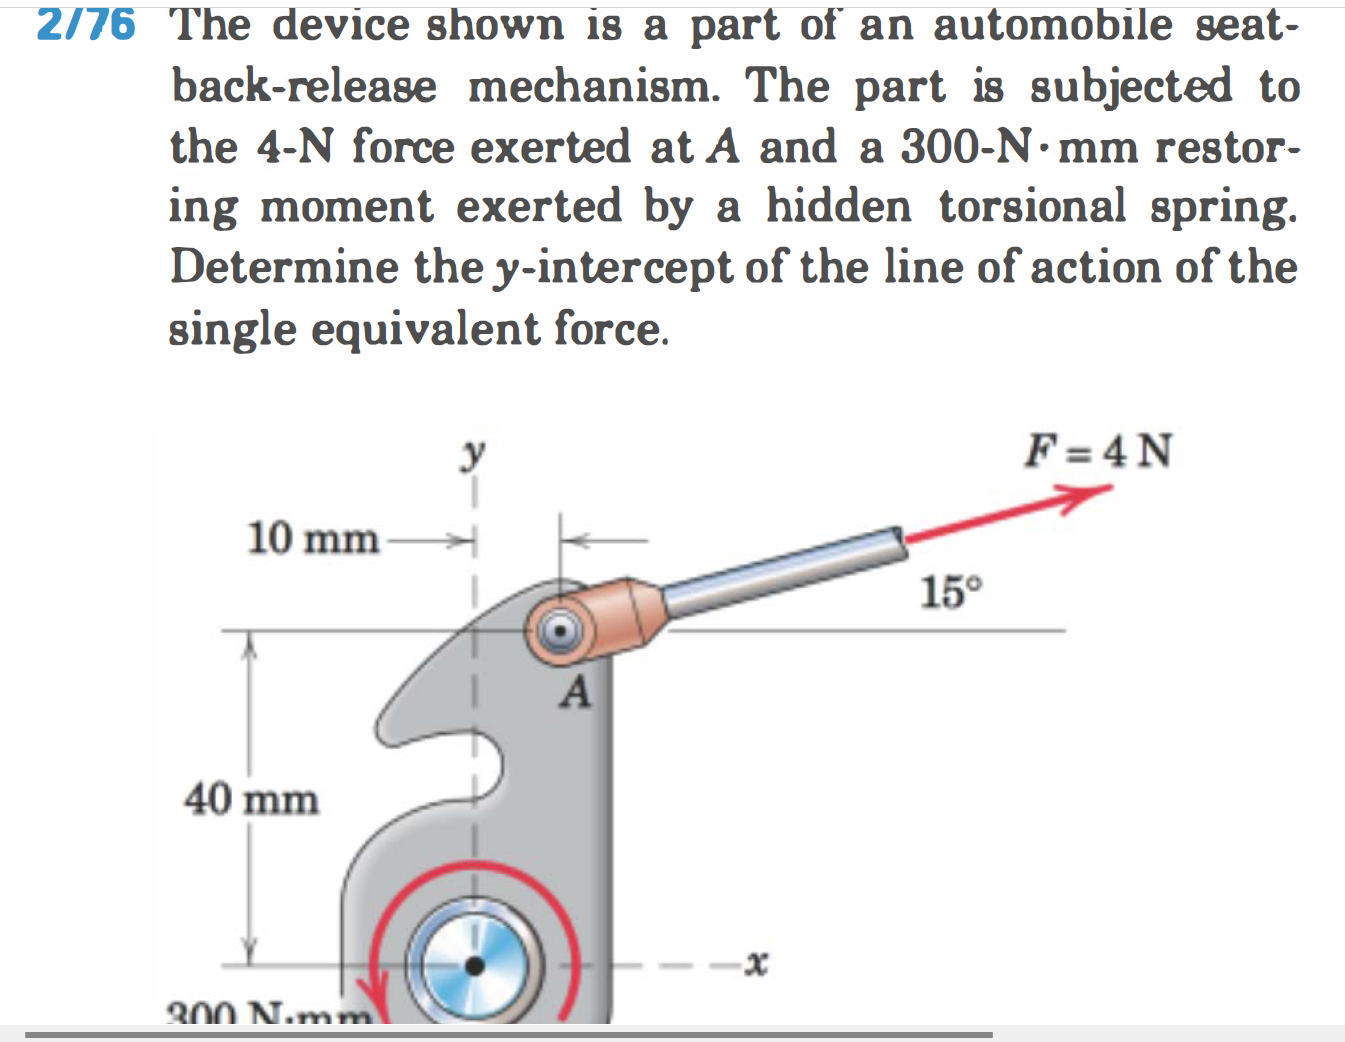 2/76 The device shown is a part of an automobile seat-
back-release mechanism. The part is subjected to
the 4-N force exerted at A and a 300-N·mm restor-
ing moment exerted by a hidden torsional spring.
Determine the y-intercept of the line of action of the
single equivalent force.
y
F = 4 N
10 mm
15°
A
40 mm
x
300 N·mm